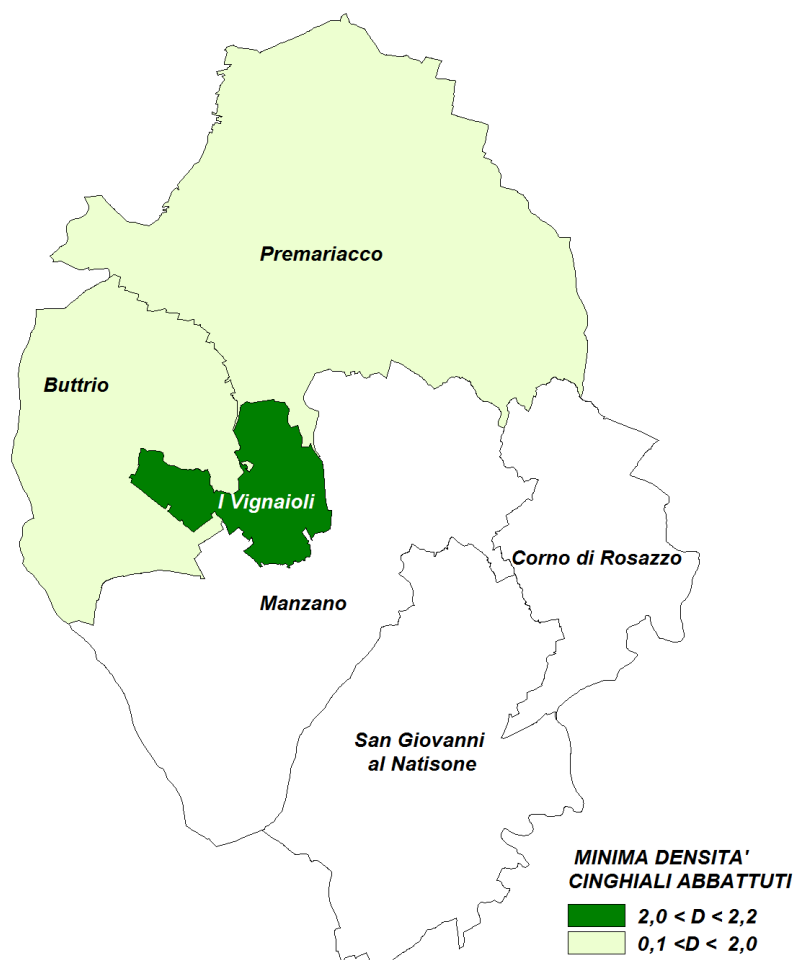 Premariacco
Buttrio
I Vignaioli
Corno di Rosazzo
Manzano
San Giovanni
al Natisone
MINIMA DENSITA'
CINGHIALI ABBATTUTI
2,0 < D < 2,2
0,1 <D < 2,0